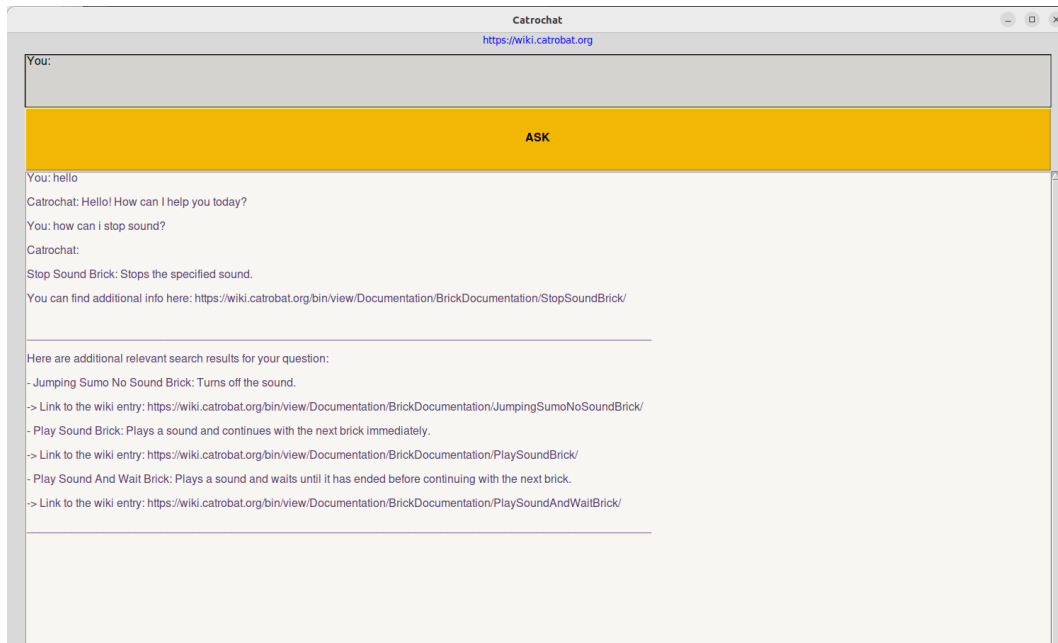 Catrochat
https://wiki.catrobat.org
You:
ASK
You: hello
Catrochat: Hello! How can I help you today?
You: how can i stop sound?
Catrochat:
Stop Sound Brick: Stops the specified sound.
You can find additional info here: https://wiki.catrobat.org/bin/view/Documentation/BrickDocumentation/StopSoundBrick/
Here are additional relevant search results for your question:
- Jumping Sumo No Sound Brick: Turns off the sound.
-> Link to the wiki entry: https://wiki.catrobat.org/bin/view/Documentation/BrickDocumentation/JumpingSumoNoSoundBrick/
- Play Sound Brick: Plays a sound and continues with the next brick immediately.
-> Link to the wiki entry: https://wiki.catrobat.org/bin/view/Documentation/BrickDocumentation/PlaySoundBrick/
- Play Sound And Wait Brick: Plays a sound and waits until it has ended before continuing with the next brick.
-> Link to the wiki entry: https://wiki.catrobat.org/bin/view/Documentation/BrickDocumentation/PlaySoundAndWaitBrick/